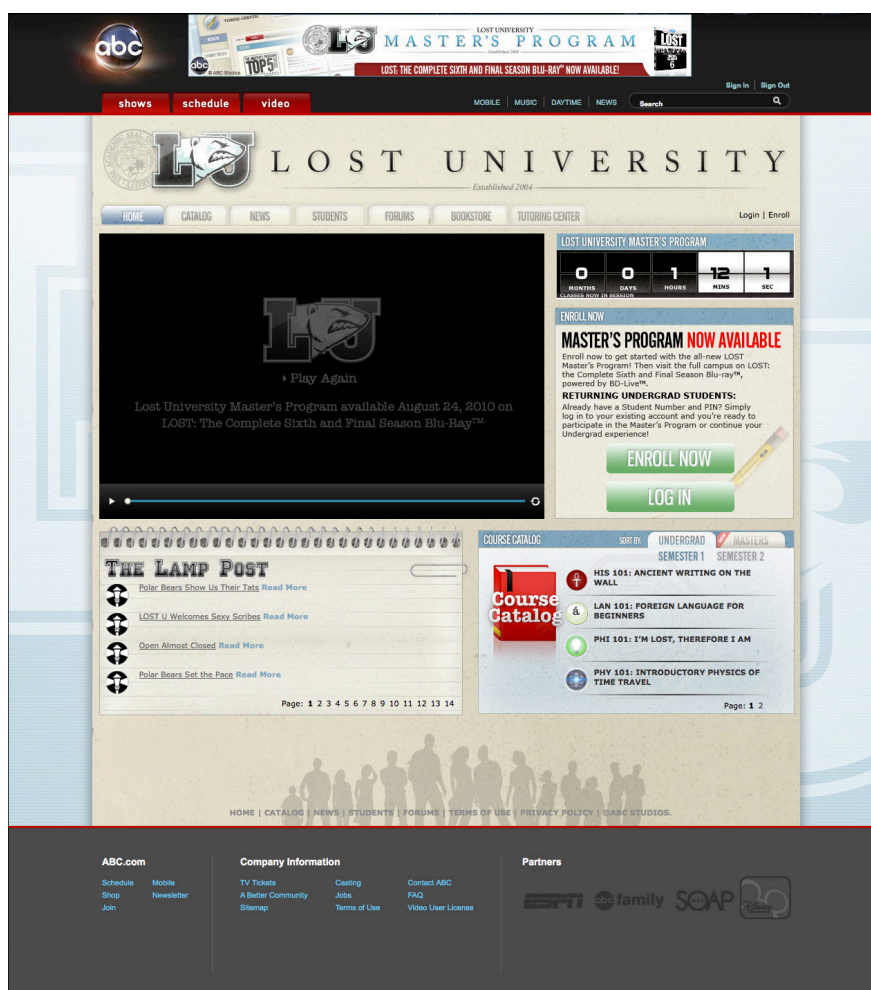 abc
LOST UNIVERSITY
MASTER'S PROGRAM
Established 2004
LOST
6
abc
© ABC Studios
TOP 5
LOST: THE COMPLETE SIXTH AND FINAL SEASON BLU-RAY™ NOW AVAILABLE!
Sign In | Sign Out
shows schedule video
MOBILE | MUSIC | DAYTIME | NEWS
Search
LU LOST UNIVERSITY
Established 2004
HOME CATALOG NEWS STUDENTS FORUMS BOOKSTORE TUTORING CENTER
Login | Enroll
LU
Play Again
Lost University Master's Program available August 24, 2010 on
LOST: The Complete Sixth and Final Season Blu-Ray™
LOST UNIVERSITY MASTER'S PROGRAM
0 0 1 12 1
MONTHS DAYS HOURS MINS SEC
CLASSES NOW IN SESSION
ENROLL NOW
MASTER'S PROGRAM NOW AVAILABLE
Enroll now to get started with the all-new LOST
Master's Program! Then visit the full campus on LOST:
the Complete Sixth and Final Season Blu-ray™,
powered by BD-Live™.
RETURNING UNDERGRAD STUDENTS:
Already have a Student Number and PIN? Simply
log in to your existing account and you're ready to
participate in the Master's Program or continue your
Undergrad experience!
ENROLL NOW
LOG IN
THE LAMP POST
Polar Bears Show Us Their Tats Read More
LOST U Welcomes Sexy Scribes Read More
Open Almost Closed Read More
Polar Bears Set the Pace Read More
Page: 1 2 3 4 5 6 7 8 9 10 11 12 13 14
COURSE CATALOG
SORT BY: UNDERGRAD MASTERS
SEMESTER 1 SEMESTER 2
Course
Catalog
HIS 101: ANCIENT WRITING ON THE
WALL
á
LAN 101: FOREIGN LANGUAGE FOR
BEGINNERS
PHI 101: I'M LOST, THEREFORE I AM
PHY 101: INTRODUCTORY PHYSICS OF
TIME TRAVEL
Page: 1 2
HOME | CATALOG | NEWS | STUDENTS | FORUMS | TERMS OF USE | PRIVACY POLICY | ©ABC STUDIOS.
ABC.com
Schedule Mobile
Shop Newsletter
Join
Company Information
TV Tickets Casting Contact ABC
A Better Community Jobs FAQ
Sitemap Terms of Use Video User License
Partners
ESPN abc family SOAP Disney